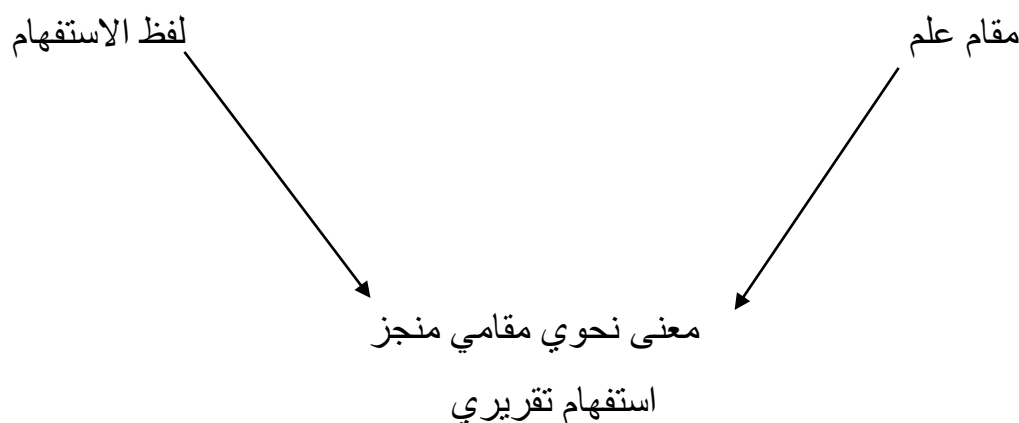 مقام علم
لفظ الاستفهام
معنى نحوي مقامي منجز
استفهام تقريري